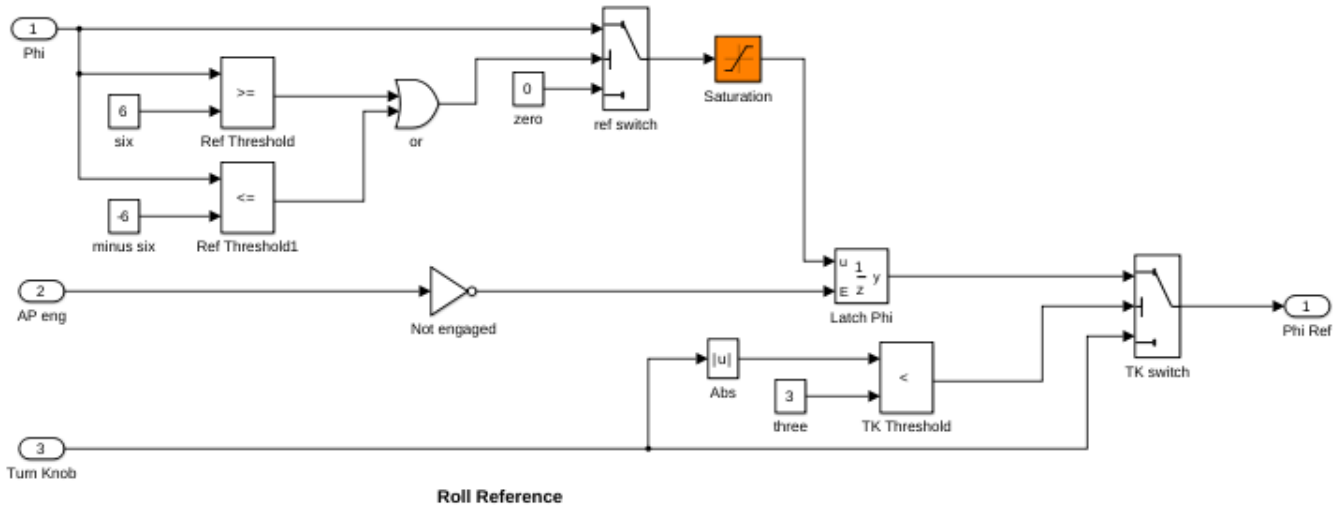 1
Phi
6
six
>=
Ref Threshold
or
0
zero
ref switch
Saturation
-6
minus six
<=
Ref Threshold1
2
AP eng
Not engaged
u
E
1
z
y
Latch Phi
|u|
Abs
3
three
<
TK Threshold
TK switch
1
Phi Ref
3
Turn Knob
Roll Reference